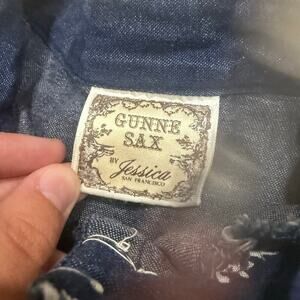 GUNNE
SAX
BY Jessica
SAN FRANCISCO